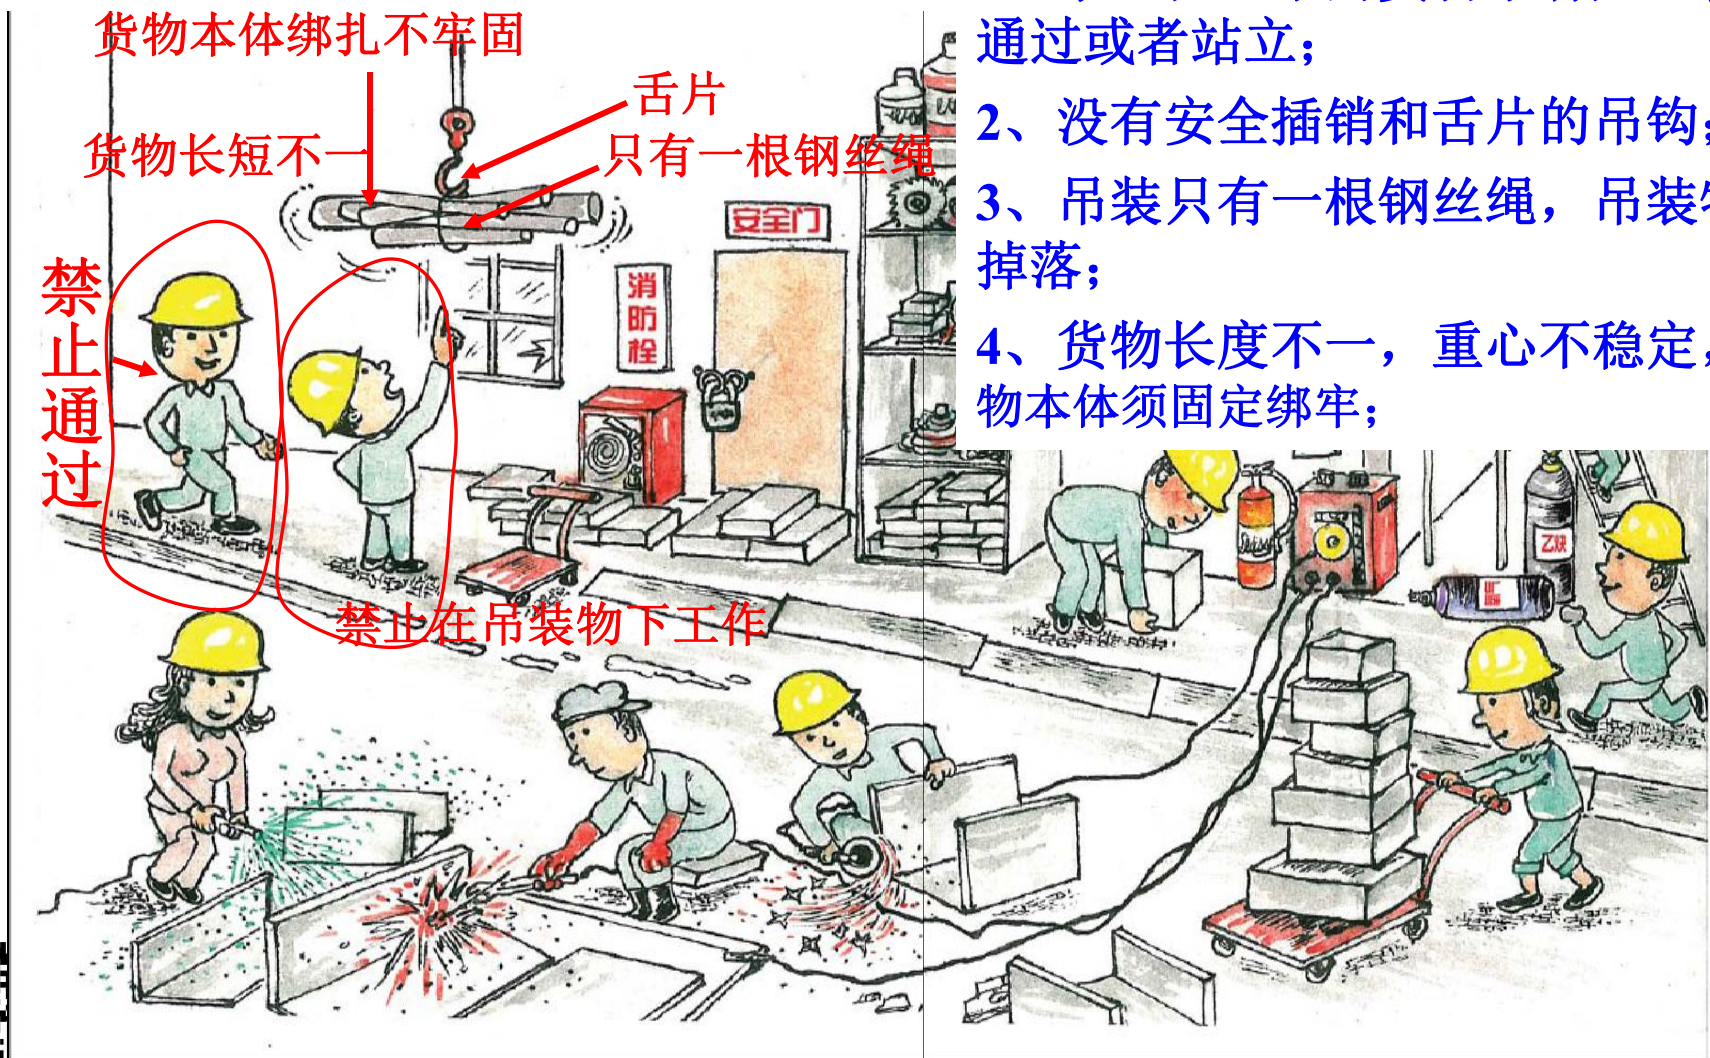 货物本体绑扎不牢固
舌片
货物长短不一
只有一根钢丝绳
通过或者站立；
2、没有安全插销和舌片的吊钩；
3、吊装只有一根钢丝绳，吊装
掉落；
4、货物长度不一，重心不稳定，
物本体须固定绑牢；
安全门
消防栓
禁止通过
乙炔
禁止在吊装物下工作